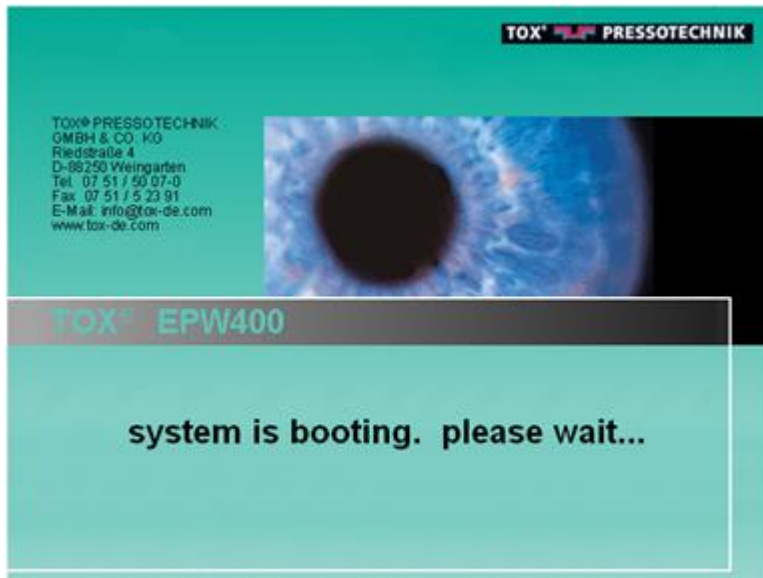 TOX® PRESSOTECHNIK
TOX® PRESSOTECHNIK
GMBH & CO. KG
Riedstraße 4
D-88250 Weingarten
Tel. 07 51 / 50 07-0
Fax 07 51 / 5 23 91
E-Mail: info@tox-de.com
www.tox-de.com
TOX® EPW400
system is booting. please wait...